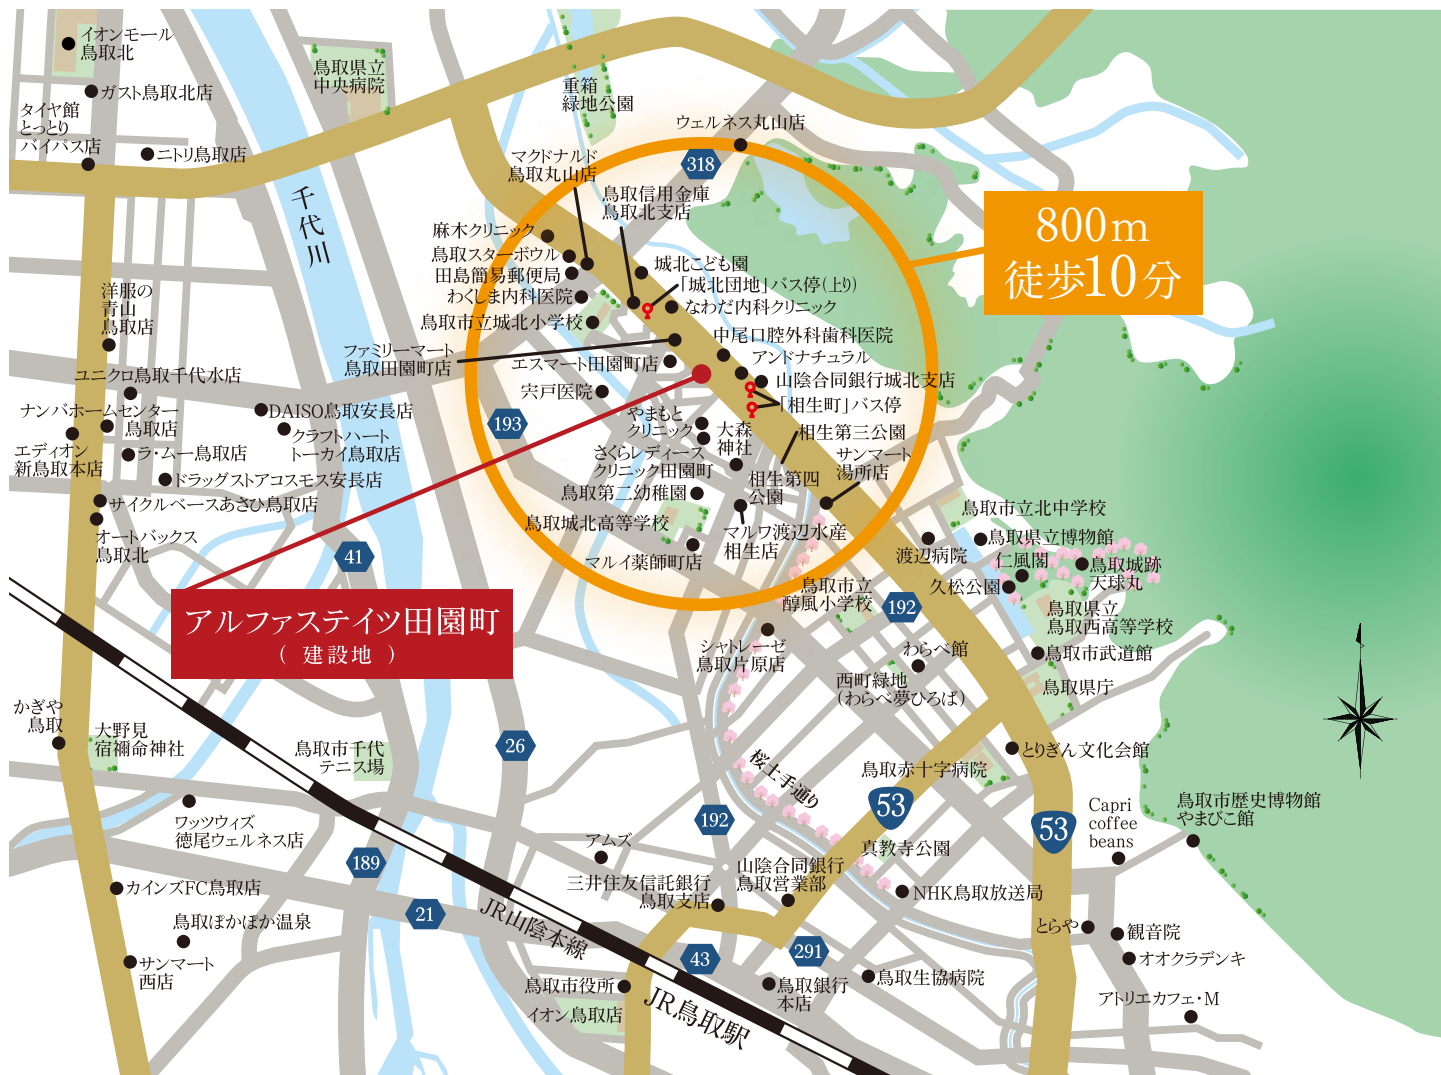 イオンモール
鳥取北
ガスト鳥取北店
タイヤ館
とっとり
バイパス店
ニトリ鳥取店
鳥取県立
中央病院
重箱
緑地公園
千代川
ウェルネス丸山店
318
マクドナルド
鳥取丸山店
鳥取信用金庫
鳥取北支店
800m
徒歩10分
麻木クリニック
鳥取スターボウル
田島簡易郵便局
わくしま内科医院
鳥取市立城北小学校
城北こども園
「城北団地」バス停(上り)
なわだ内科クリニック
ファミリーマート
鳥取田園町店
エスマート田園町店
中尾口腔外科歯科医院
アンドナチュラル
山陰合同銀行城北支店
「相生町」バス停
宍戸医院
193
やまもと
クリニック
大森
神社
相生第三公園
サンマート
湯所店
さくらレディース
クリニック田園町
相生第四
公園
鳥取第二幼稚園
鳥取城北高等学校
マルワ渡辺水産
相生店
マルイ薬師町店
洋服の
青山
鳥取店
ユニクロ鳥取千代水店
ナンバホームセンター
鳥取店
DAISO鳥取安長店
クラフトハート
トーカイ鳥取店
エディオン
新鳥取本店
ラ・ムー鳥取店
ドラッグストアコスモス安長店
サイクルベースあさひ鳥取店
オートバックス
鳥取北
41
アルファステイツ田園町
( 建設地 )
鳥取市立北中学校
鳥取県立博物館
渡辺病院
仁風閣
鳥取城跡
天球丸
久松公園
鳥取市立
醇風小学校
192
鳥取県立
鳥取西高等学校
シャトレーゼ
鳥取片原店
わらべ館
鳥取市武道館
西町緑地
(わらべ夢ひろば)
鳥取県庁
かぎや
鳥取
大野見
宿禰命神社
鳥取市千代
テニス場
26
桜土手通り
とりぎん文化会館
鳥取赤十字病院
53
53
Capri
coffee
beans
鳥取市歴史博物館
やまびこ館
ワッツウィズ
徳尾ウェルネス店
192
アムズ
真教寺公園
189
山陰合同銀行
鳥取営業部
三井住友信託銀行
鳥取支店
NHK鳥取放送局
カインズFC鳥取店
21
JR山陰本線
鳥取ぽかぽか温泉
とらや
観音院
サンマート
西店
43
291
オオクラデンキ
鳥取市役所
鳥取銀行
本店
鳥取生協病院
イオン鳥取店
JR鳥取駅
アトリエカフェ・M